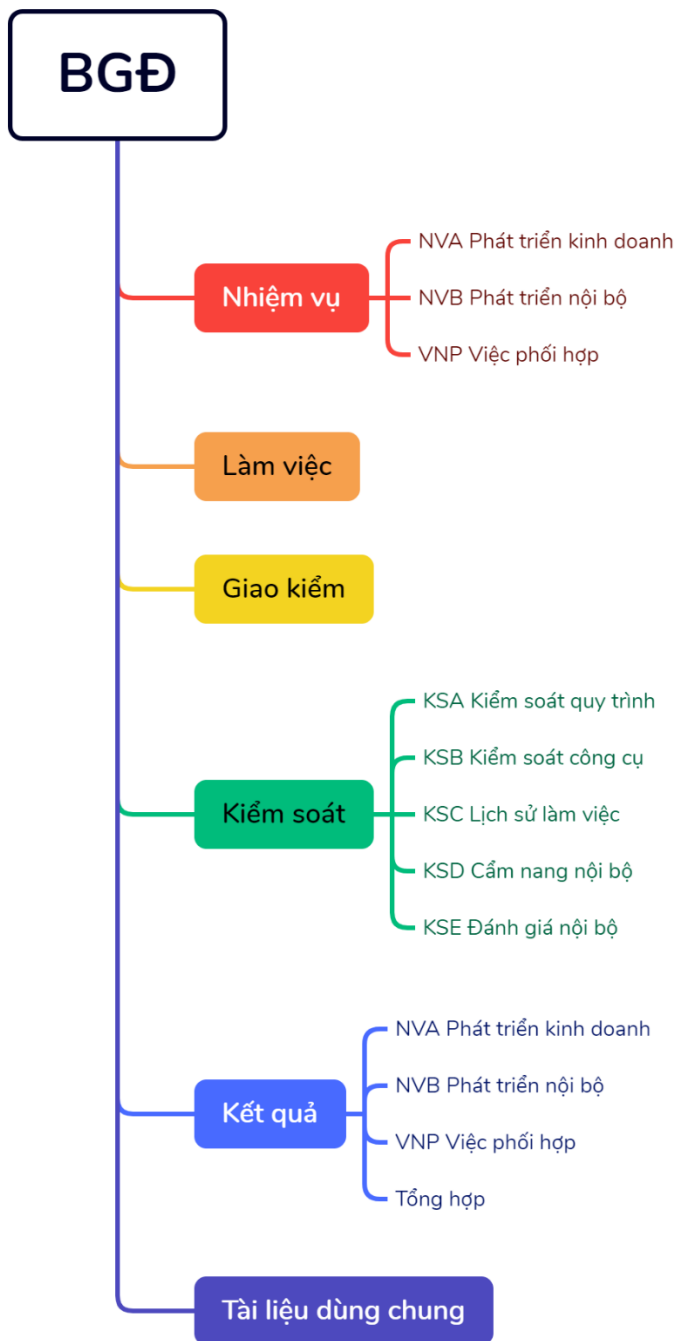 BGĐ
Nhiệm vụ
NVA Phát triển kinh doanh
NVB Phát triển nội bộ
VNP Việc phối hợp
Làm việc
Giao kiểm
Kiểm soát
KSA Kiểm soát quy trình
KSB Kiểm soát công cụ
KSC Lịch sử làm việc
KSD Cẩm nang nội bộ
KSE Đánh giá nội bộ
Kết quả
NVA Phát triển kinh doanh
NVB Phát triển nội bộ
VNP Việc phối hợp
Tổng hợp
Tài liệu dùng chung